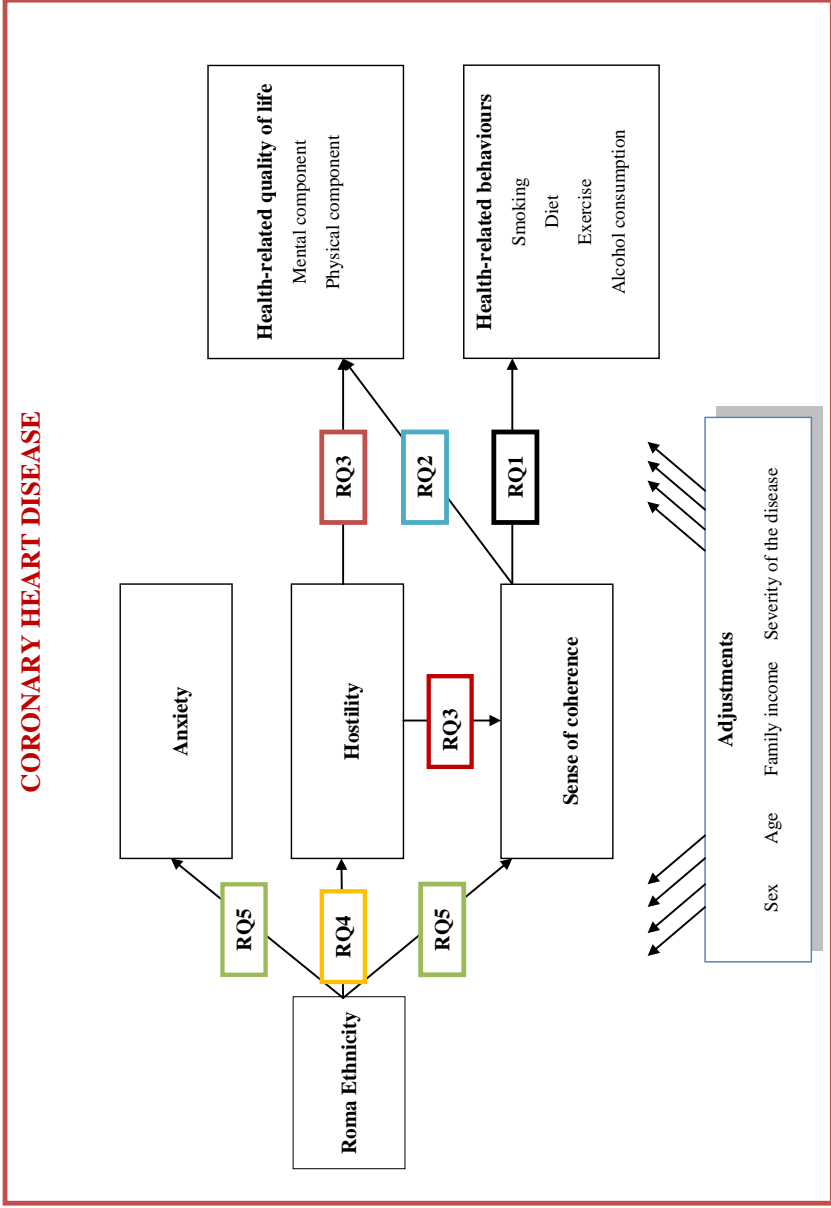 CORONARY HEART DISEASE
Anxiety
Health-related quality of life
Mental component
Physical component
RQ5
RQ3
Roma Ethnicity
RQ4
Hostility
RQ2
RQ3
RQ5
Sense of coherence
RQ1
Health-related behaviours
Smoking
Diet
Exercise
Alcohol consumption
Adjustments
Sex Age Family income Severity of the disease